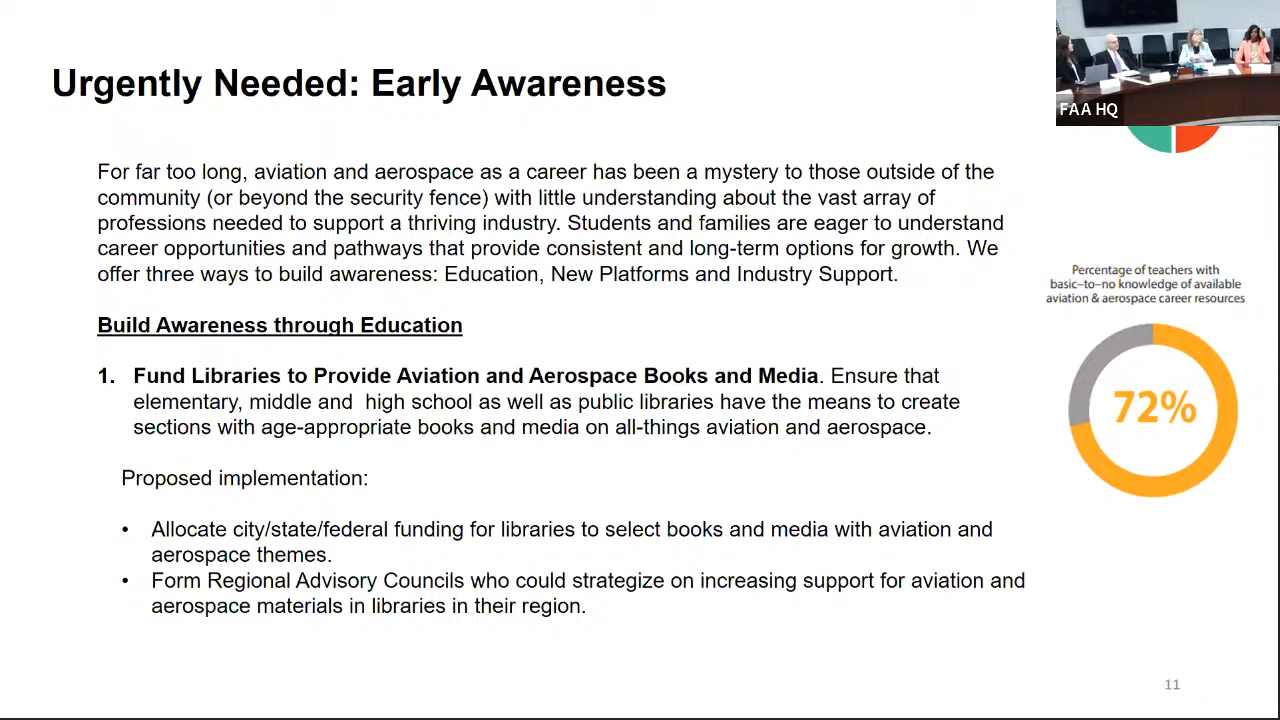 Urgently Needed: Early Awareness
FAA HQ
For far too long, aviation and aerospace as a career has been a mystery to those outside of the
community (or beyond the security fence) with little understanding about the vast array of
professions needed to support a thriving industry. Students and families are eager to understand
career opportunities and pathways that provide consistent and long-term options for growth. We
offer three ways to build awareness: Education, New Platforms and Industry Support.
Build Awareness through Education
1. Fund Libraries to Provide Aviation and Aerospace Books and Media. Ensure that
elementary, middle and  high school as well as public libraries have the means to create
sections with age-appropriate books and media on all-things aviation and aerospace.
Proposed implementation:
• Allocate city/state/federal funding for libraries to select books and media with aviation and
aerospace themes.
• Form Regional Advisory Councils who could strategize on increasing support for aviation and
aerospace materials in libraries in their region.
Percentage of teachers with
basic–to–no knowledge of available
aviation & aerospace career resources
72%
11